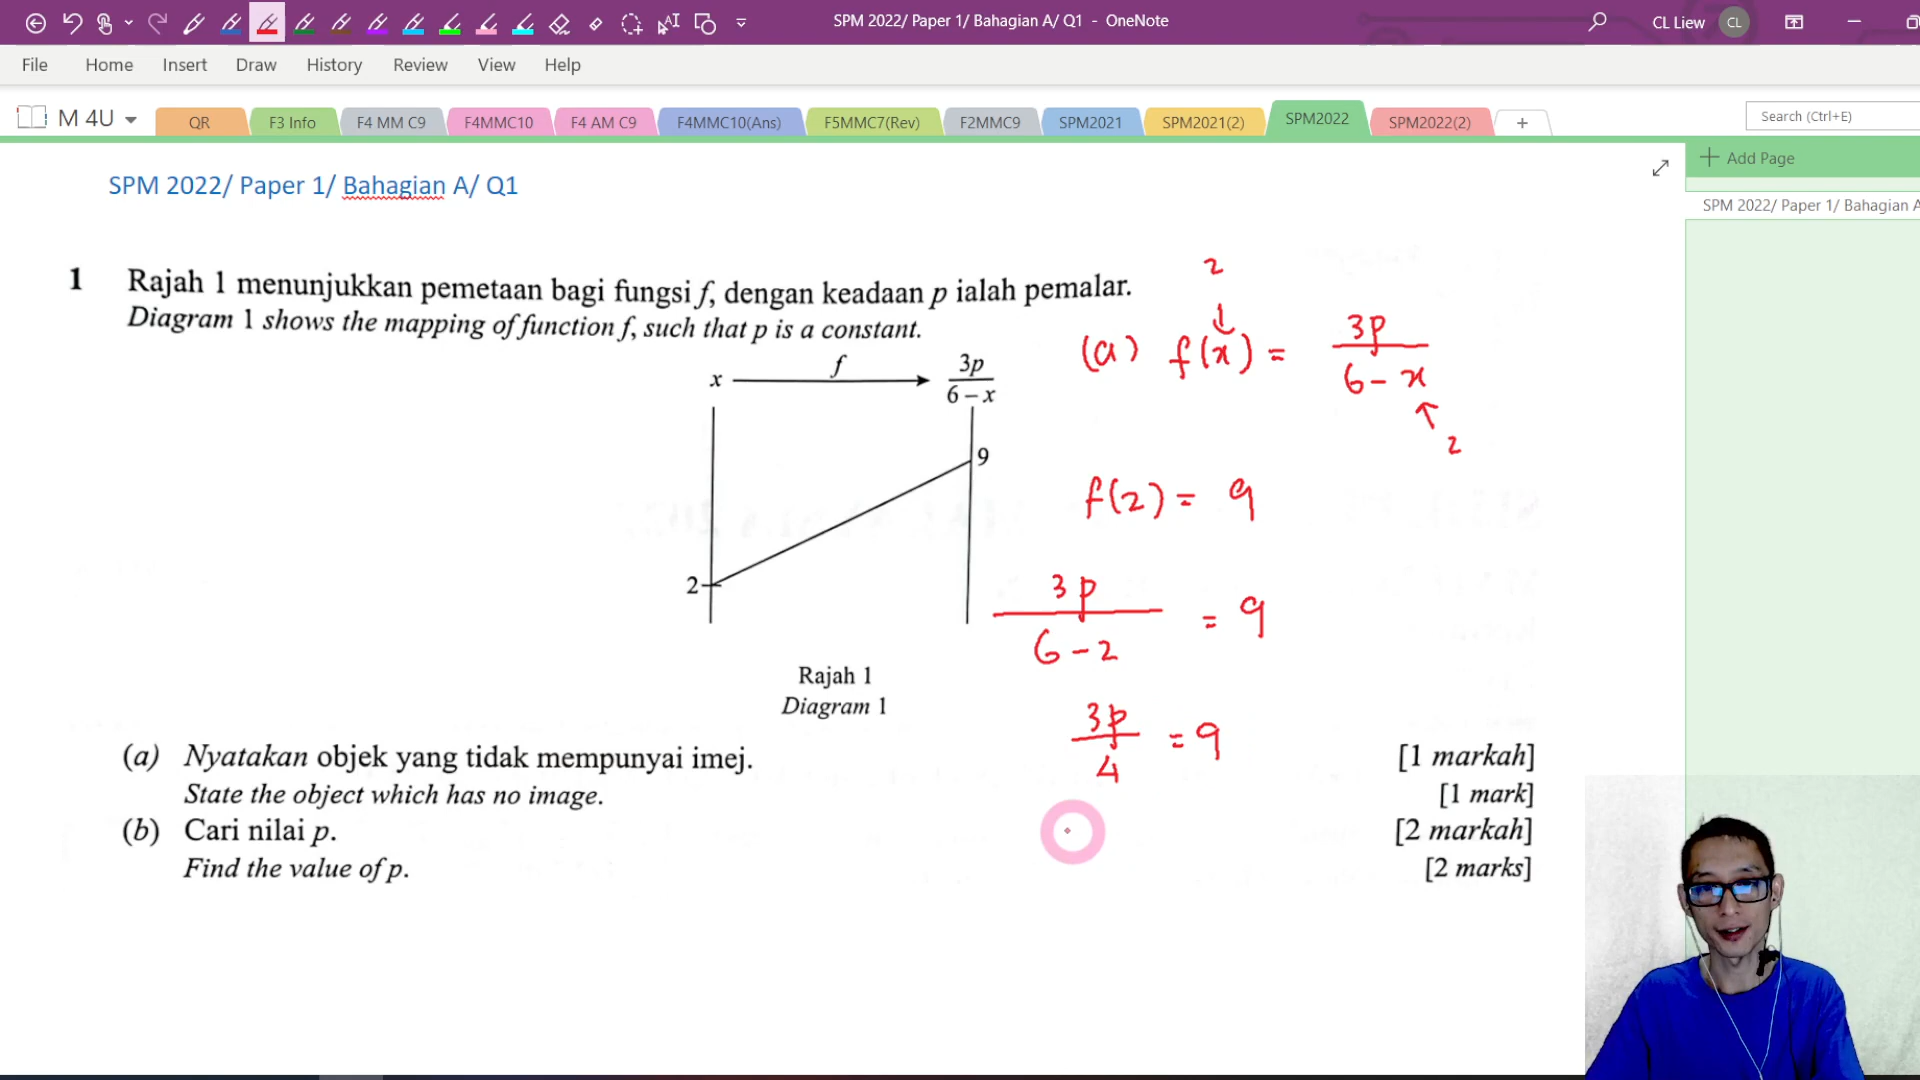 SPM 2022/ Paper 1/ Bahagian A/ Q1 - OneNote
CL Liew
CL
File Home Insert Draw History Review View Help
M 4U
QR
F3 Info
F4 MM C9
F4MMC10
F4 AM C9
F4MMC10(Ans)
F5MMC7(Rev)
F2MMC9
SPM2021
SPM2021(2)
SPM2022
SPM2022(2)
+
Search (Ctrl+E)
Add Page
SPM 2022/ Paper 1/ Bahagian A
SPM 2022/ Paper 1/ Bahagian A/ Q1
1 Rajah 1 menunjukkan pemetaan bagi fungsi f, dengan keadaan p ialah pemalar.
Diagram 1 shows the mapping of function f, such that p is a constant.
x f 3p
6 – x
9
2
Rajah 1
Diagram 1
2
(a) f(x) = 3p
6 - x
2
f(2) = 9
3p
6 - 2 = 9
3p
4 = 9
(a) Nyatakan objek yang tidak mempunyai imej. [1 markah]
State the object which has no image. [1 mark]
(b) Cari nilai p. [2 markah]
Find the value of p. [2 marks]